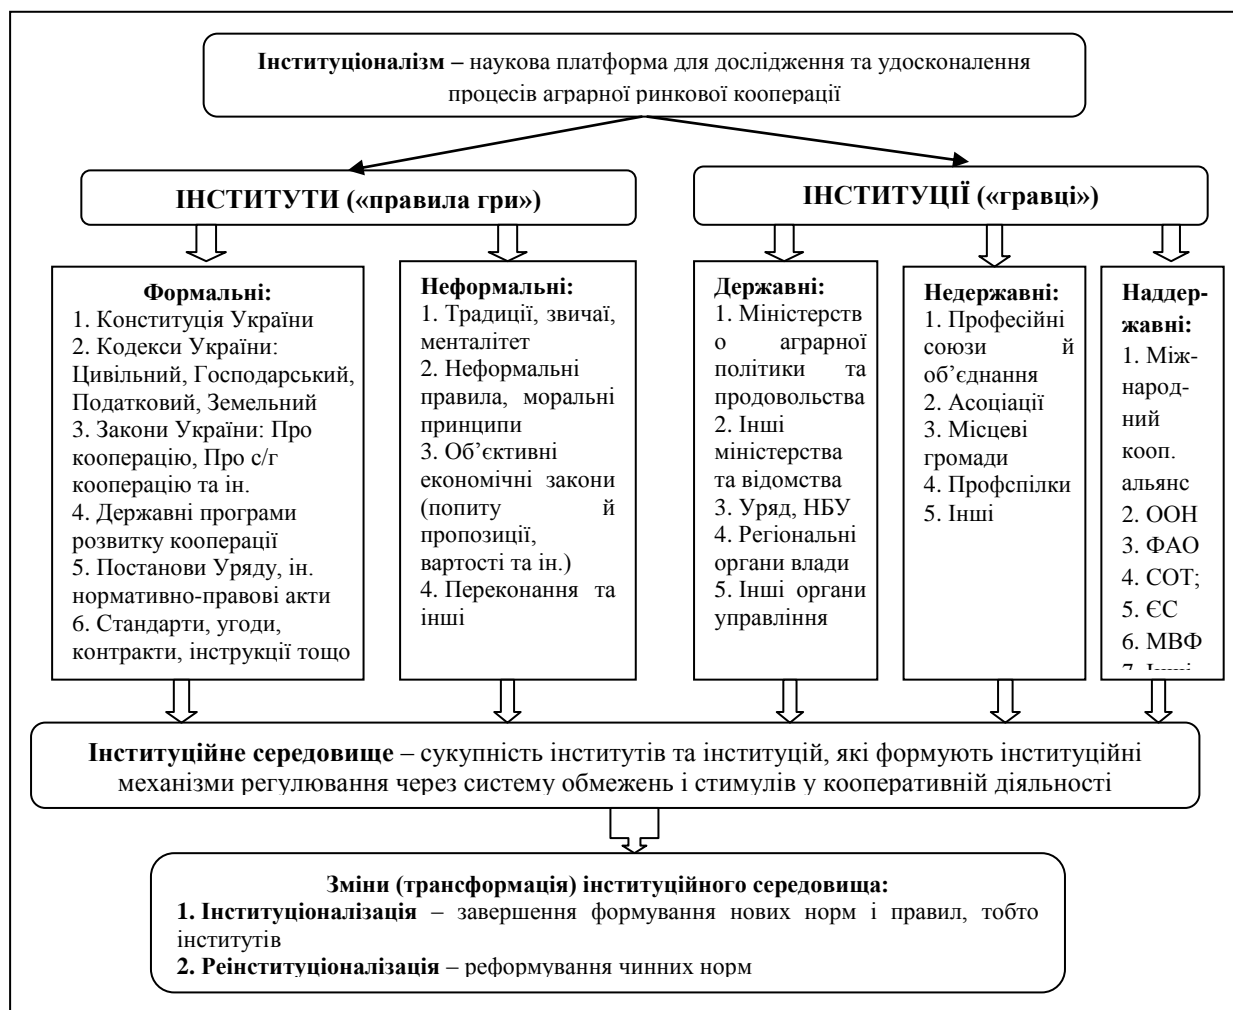 Інституціоналізм – наукова платформа для дослідження та удосконалення
процесів аграрної ринкової кооперації
ІНСТИТУТИ («правила гри»)
ІНСТИТУЦІЇ («гравці»)
Формальні:
1. Конституція України
2. Кодекси України:
Цивільний, Господарський,
Податковий, Земельний
3. Закони України: Про
кооперацію, Про с/г
кооперацію та ін.
4. Державні програми
розвитку кооперації
5. Постанови Уряду, ін.
нормативно-правові акти
6. Стандарти, угоди,
контракти, інструкції тощо
Неформальні:
1. Традиції, звичаї,
менталітет
2. Неформальні
правила, моральні
принципи
3. Об’єктивні
економічні закони
(попиту й
пропозиції,
вартості та ін.)
4. Переконання та
інші
Державні:
1. Міністерств
о аграрної
політики та
продовольства
2. Інші
міністерства
та відомства
3. Уряд, НБУ
4. Регіональні
органи влади
5. Інші органи
управління
Недержавні:
1. Професійні
союзи й
об’єднання
2. Асоціації
3. Місцеві
громади
4. Профспілки
5. Інші
Наддер-
жавні:
1. Між-
народ-
ний
кооп.
альянс
2. ООН
3. ФАО
4. СОТ;
5. ЄС
6. МВФ
7. Інші
Інституційне середовище – сукупність інститутів та інституцій, які формують інституційні
механізми регулювання через систему обмежень і стимулів у кооперативній діяльності
Зміни (трансформація) інституційного середовища:
1. Інституціоналізація – завершення формування нових норм і правил, тобто
інститутів
2. Реінституціоналізація – реформування чинних норм